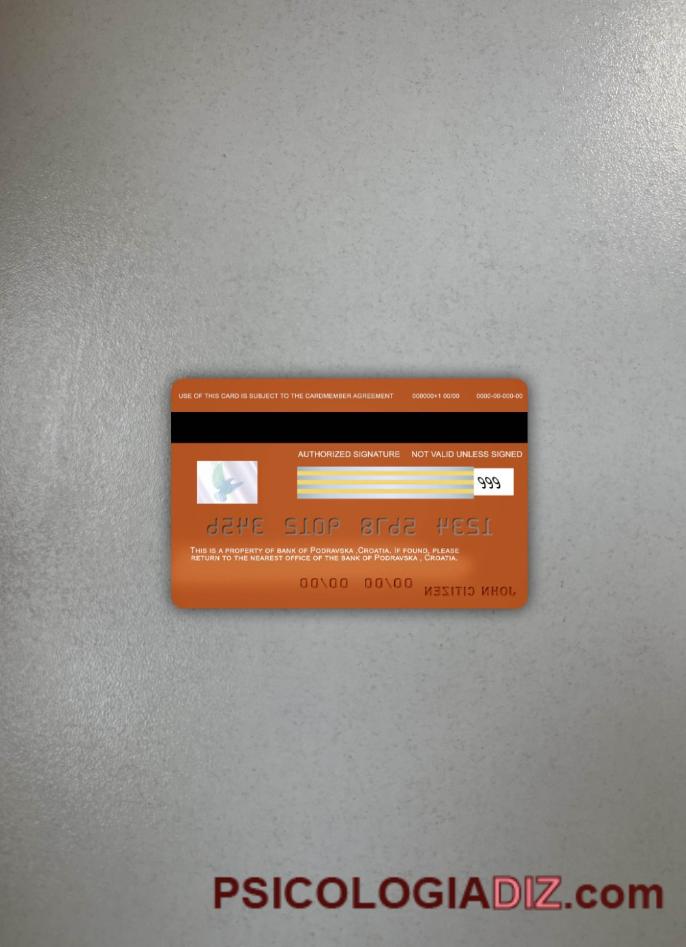 USE OF THIS CARD IS SUBJECT TO THE CARDMEMBER AGREEMENT 000000+1 00/00 0000-00-000-00
AUTHORIZED SIGNATURE NOT VALID UNLESS SIGNED
999
1234 5678 9012 3456
THIS IS A PROPERTY OF BANK OF PODRAVSKA ,CROATIA. IF FOUND, PLEASE
RETURN TO THE NEAREST OFFICE OF THE BANK OF PODRAVSKA , CROATIA.
00/00 00/00
JOHN CITIZEN
PSICOLOGIADIZ.com